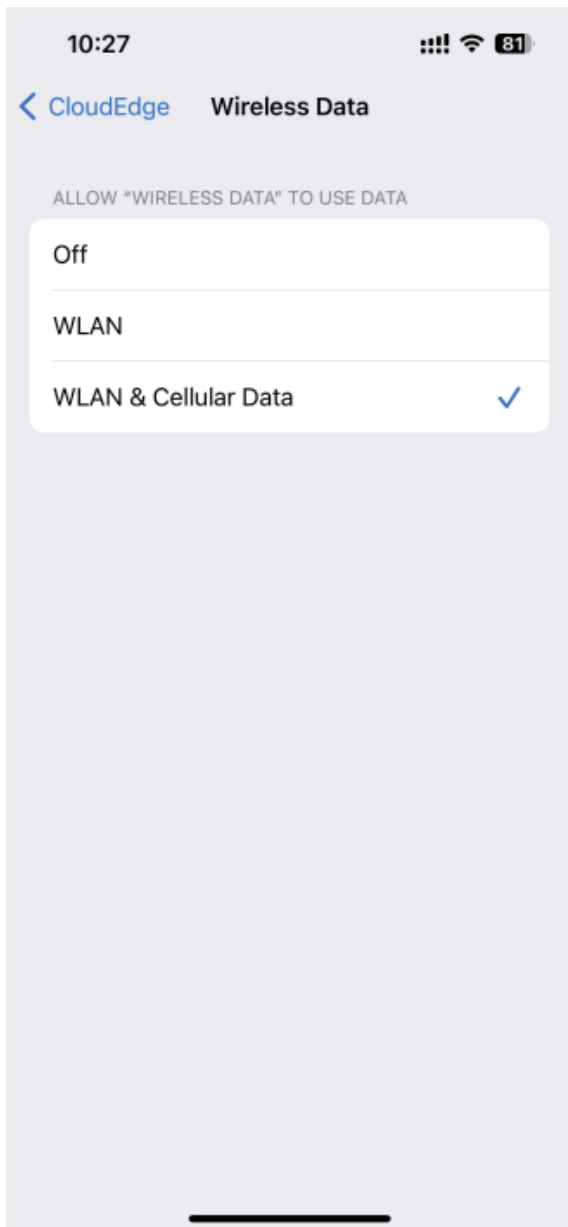 10:27
81
CloudEdge Wireless Data
ALLOW “WIRELESS DATA” TO USE DATA
Off
WLAN
WLAN & Cellular Data